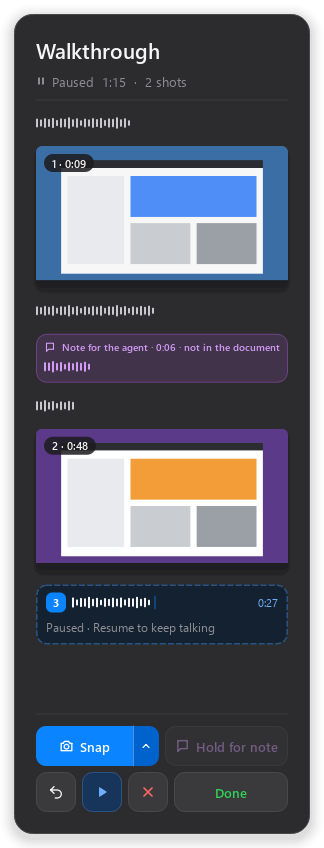 Walkthrough
Paused 1:15 · 2 shots
1 · 0:09
Note for the agent · 0:06 · not in the document
2 · 0:48
3 0:27
Paused · Resume to keep talking
Snap Hold for note
Done